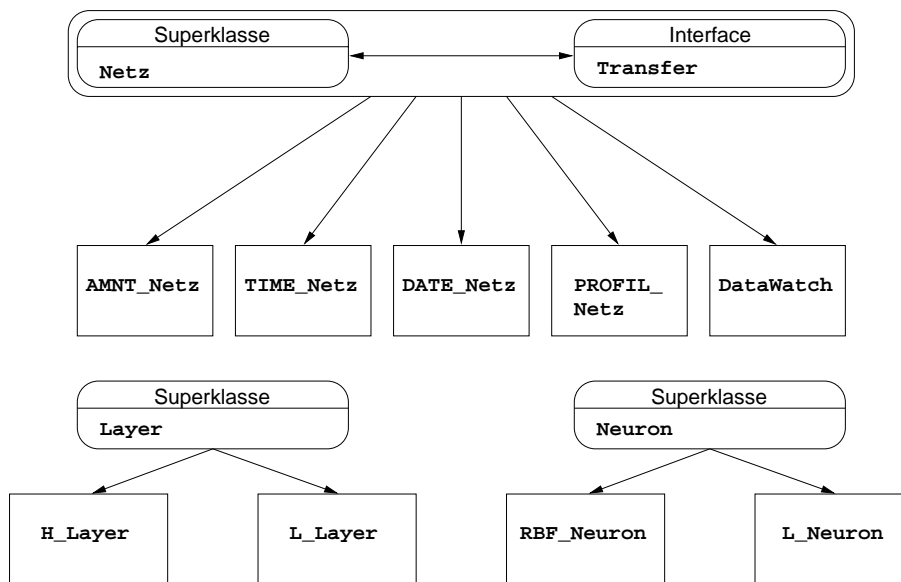 Superklasse
Netz
Interface
Transfer
AMNT_Netz
TIME_Netz
DATE_Netz
PROFIL_
Netz
DataWatch
Superklasse
Layer
Superklasse
Neuron
H_Layer
L_Layer
RBF_Neuron
L_Neuron